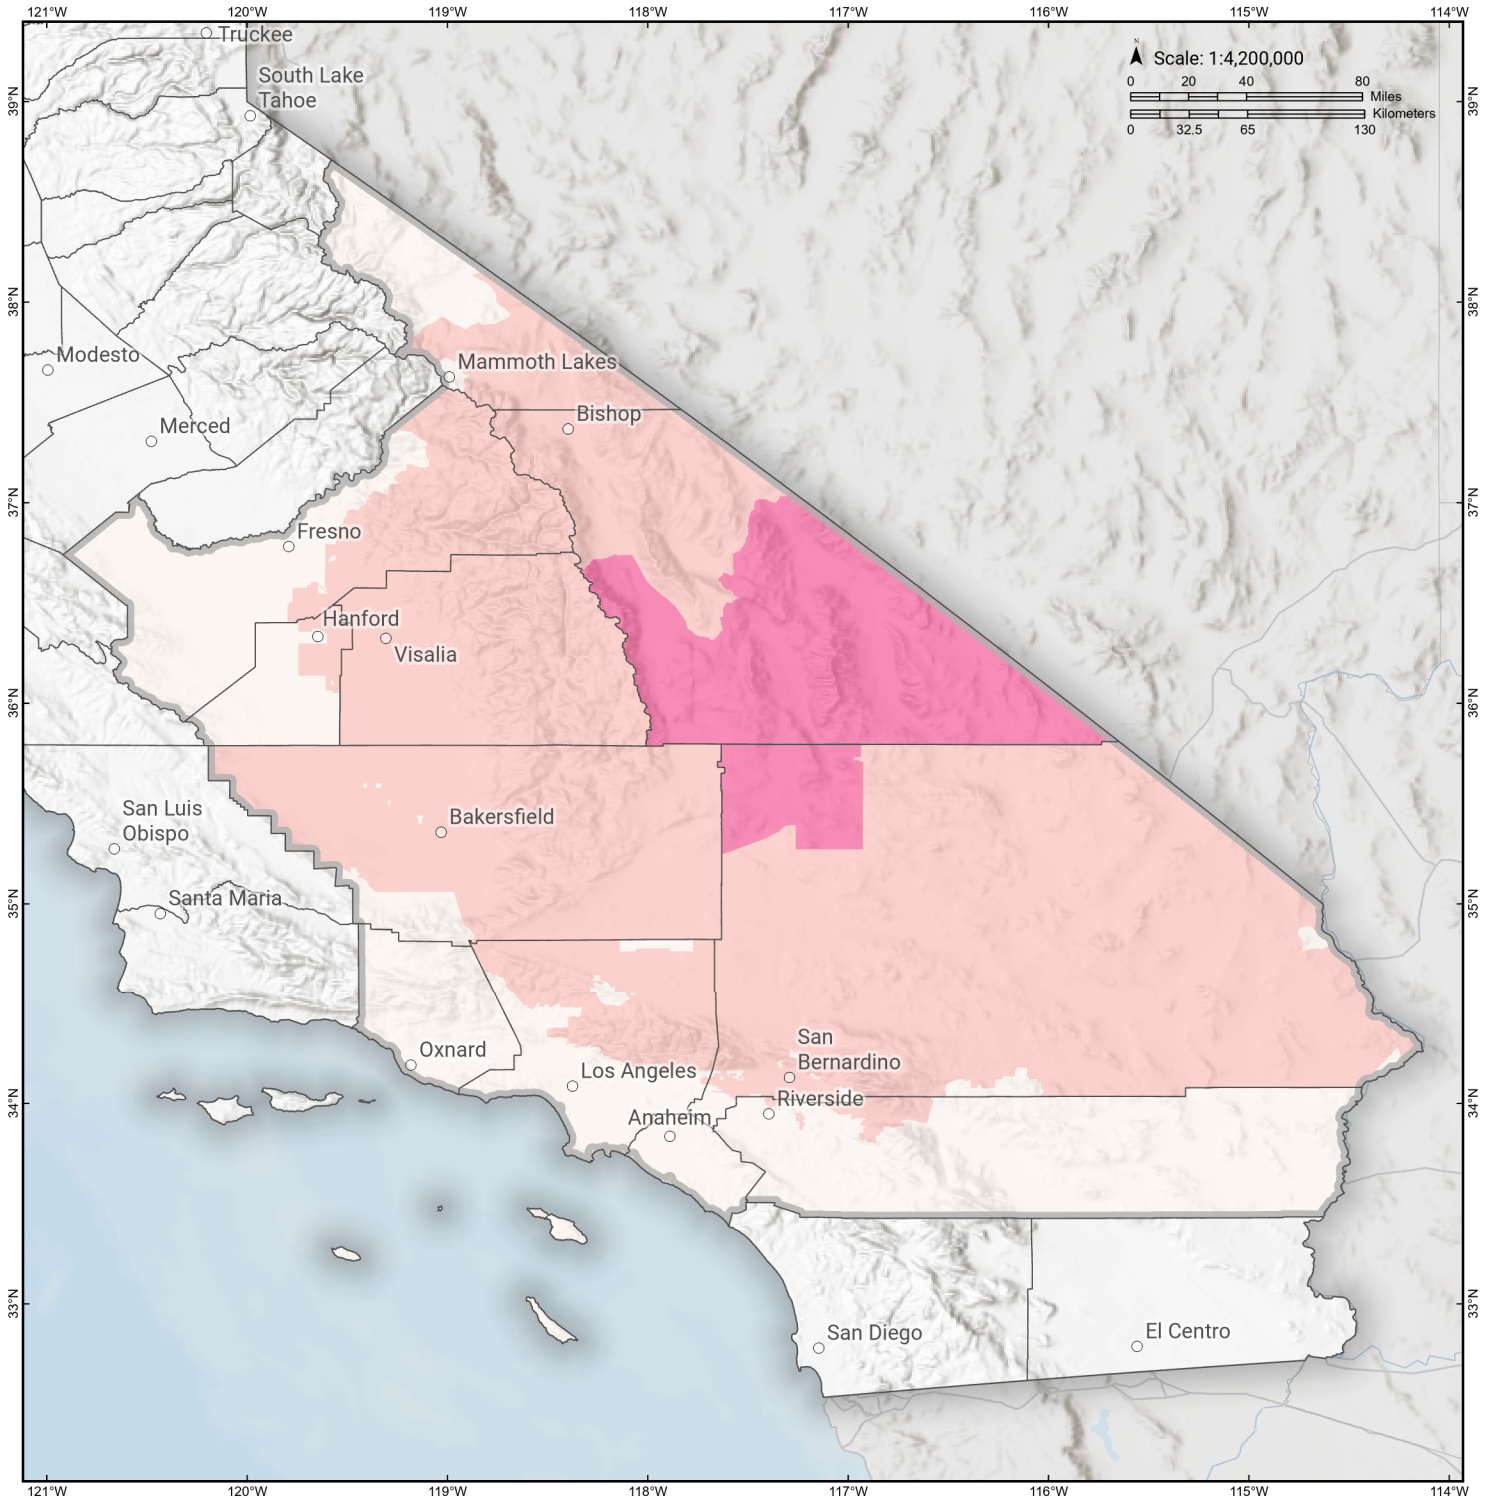 121°W 120°W 119°W 118°W 117°W 116°W 115°W 114°W
Truckee
N
Scale: 1:4,200,000
South Lake
Tahoe
0 20 40 80
Miles
Kilometers
0 32.5 65 130
39°N 39°N
38°N 38°N
Modesto
Mammoth Lakes
Merced
Bishop
37°N 37°N
Fresno
Hanford
Visalia
36°N 36°N
San Luis
Obispo
Bakersfield
Santa Maria
35°N 35°N
Oxnard
San
Bernardino
Los Angeles
Riverside
34°N 34°N
Anaheim
33°N 33°N
San Diego
El Centro
121°W 120°W 119°W 118°W 117°W 116°W 115°W 114°W